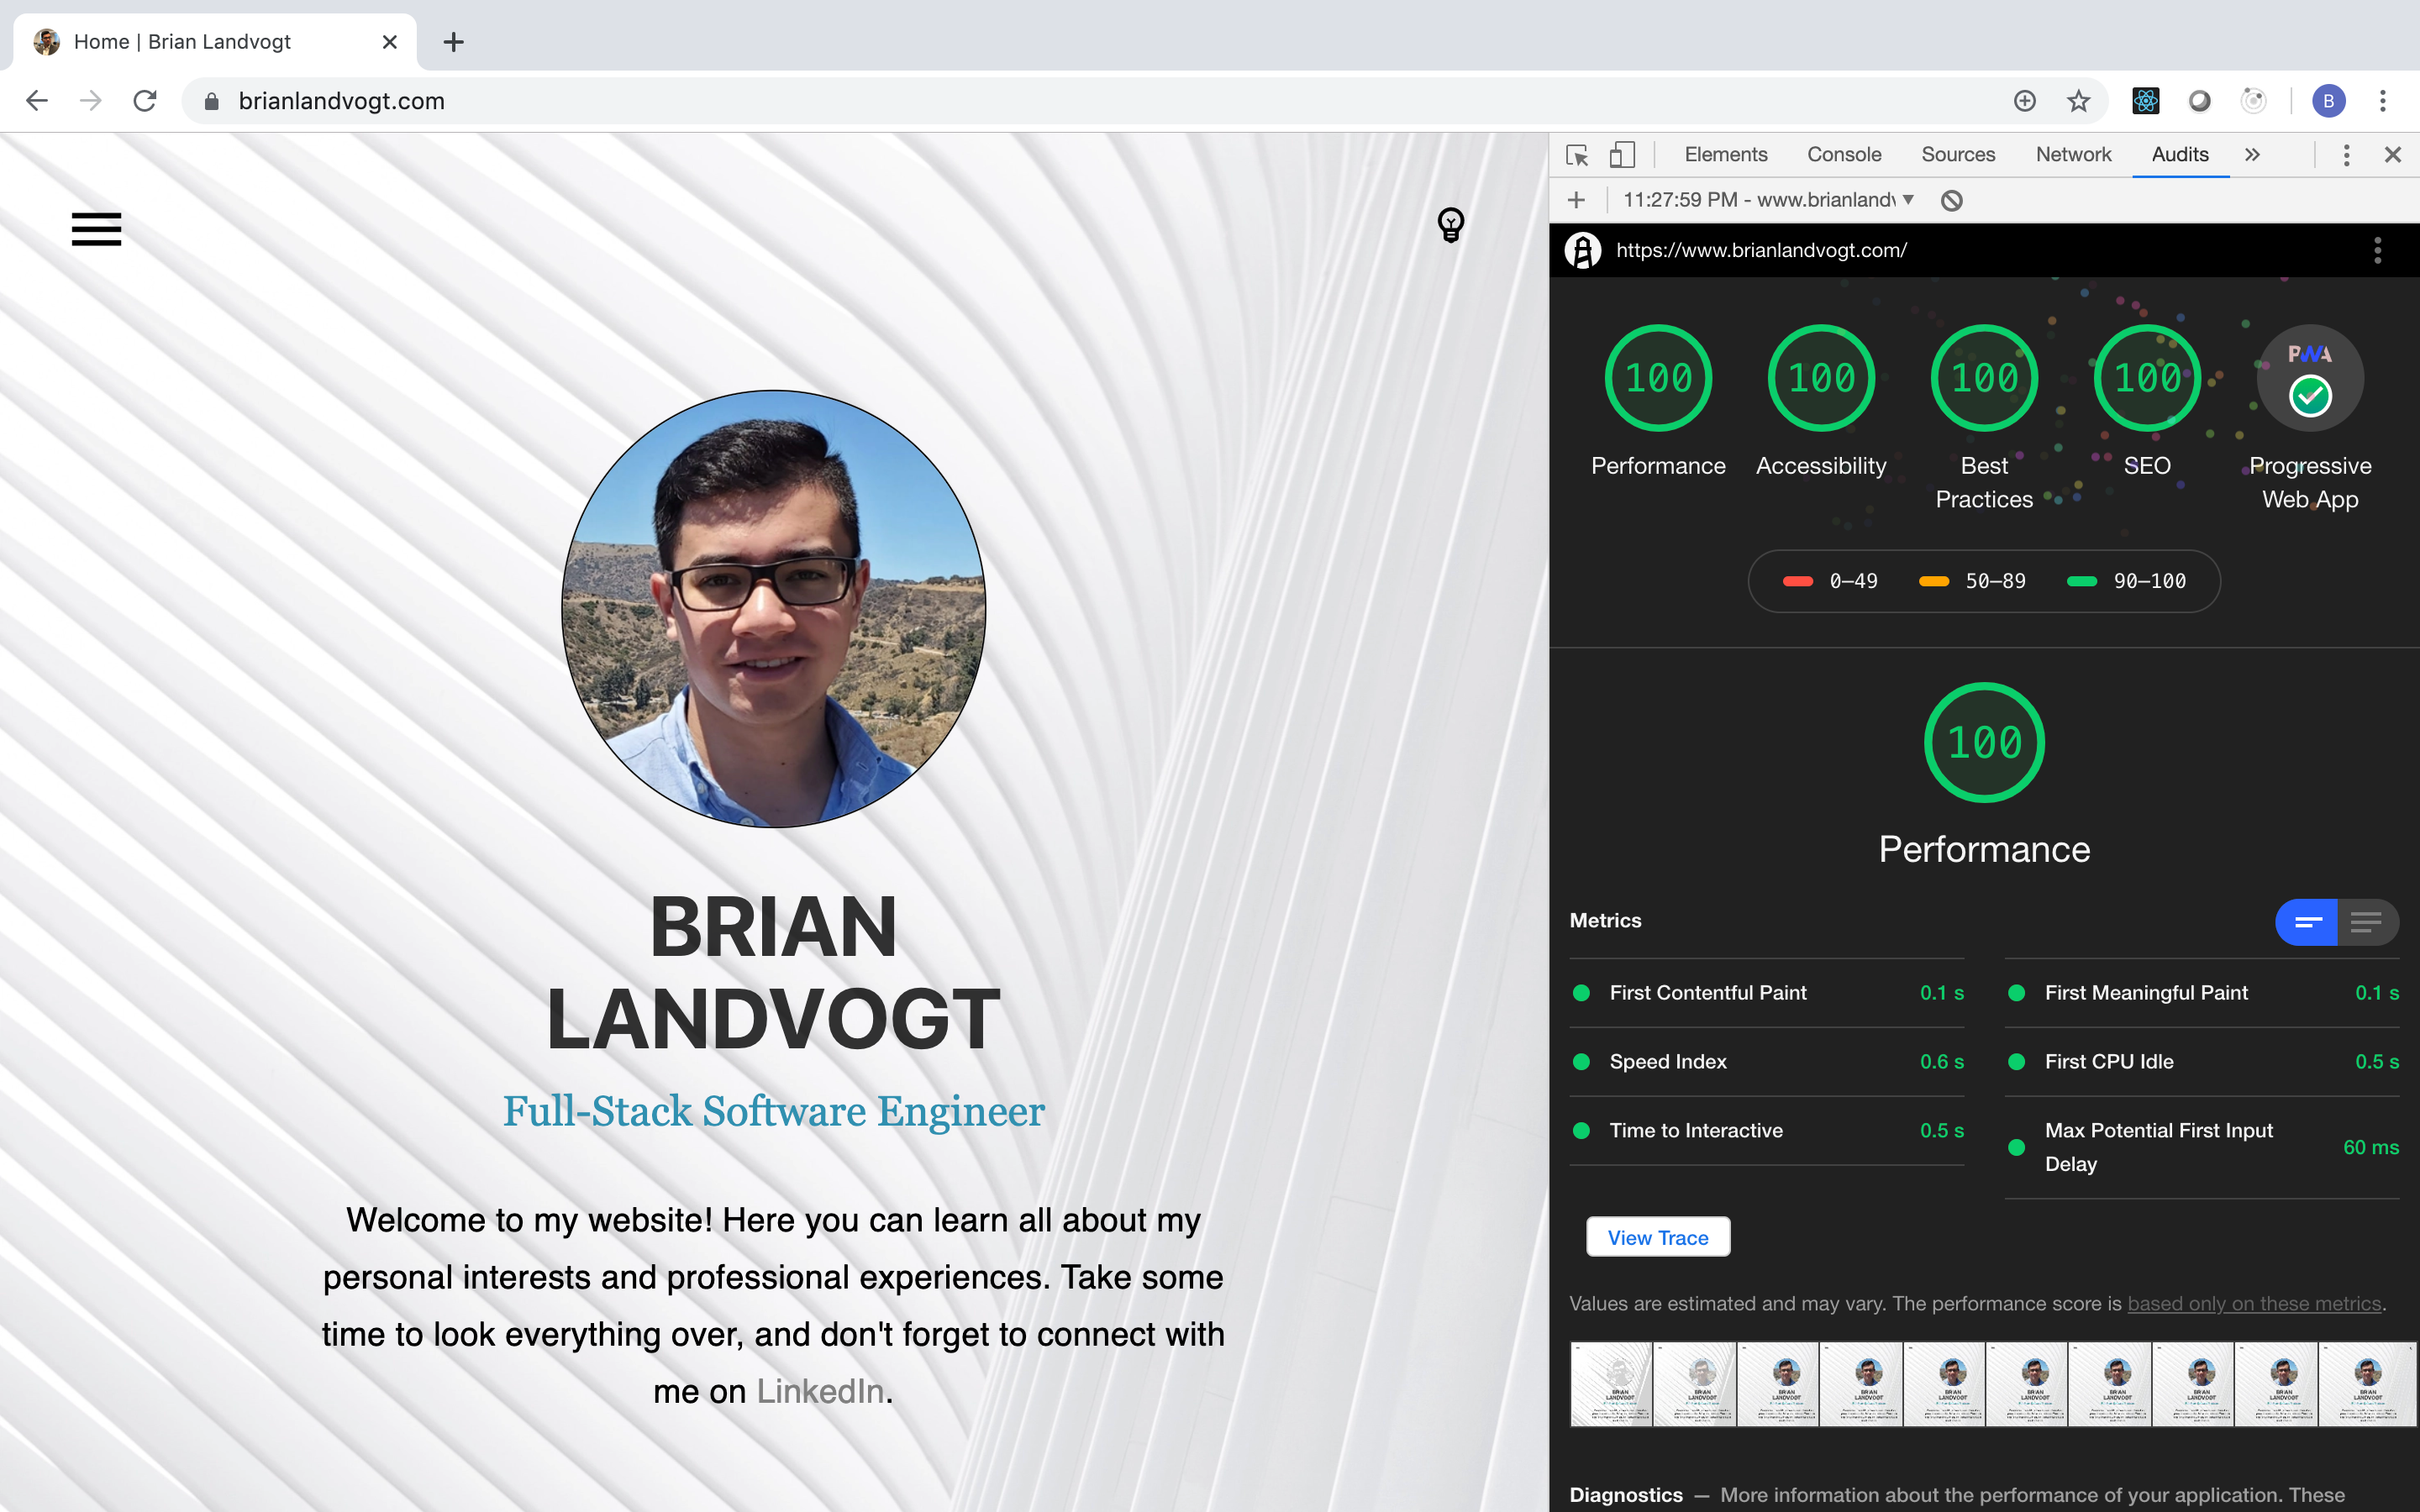 Home | Brian Landvogt
brianlandvogt.com
B
Elements Console Sources Network Audits
11:27:59 PM - www.brianlandv
https://www.brianlandvogt.com/
100 100 100 100 PWA
Performance Accessibility Best Practices SEO Progressive Web App
0–49 50–89 90–100
100
Performance
Metrics
First Contentful Paint 0.1 s
First Meaningful Paint 0.1 s
Speed Index 0.6 s
First CPU Idle 0.5 s
Time to Interactive 0.5 s
Max Potential First Input Delay 60 ms
View Trace
Values are estimated and may vary. The performance score is based only on these metrics.
Diagnostics — More information about the performance of your application. These
BRIAN
LANDVOGT
Full-Stack Software Engineer
Welcome to my website! Here you can learn all about my
personal interests and professional experiences. Take some
time to look everything over, and don't forget to connect with
me on LinkedIn.